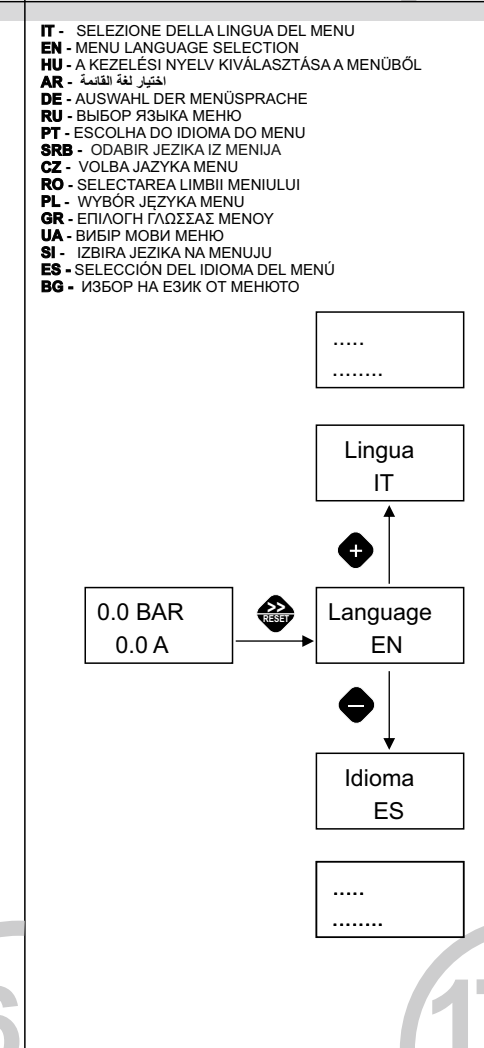 IT - SELEZIONE DELLA LINGUA DEL MENU
EN - MENU LANGUAGE SELECTION
HU - A KEZELÉSI NYELV KIVÁLASZTÁSA A MENÜBŐL
AR - اختيار لغة القائمة
DE - AUSWAHL DER MENÜSPRACHE
RU - ВЫБОР ЯЗЫКА МЕНЮ
PT - ESCOLHA DO IDIOMA DO MENU
SRB - ODABIR JEZIKA IZ MENIJA
CZ - VOLBA JAZYKA MENU
RO - SELECTAREA LIMBII MENIULUI
PL - WYBÓR JĘZYKA MENU
GR - ΕΠΙΛΟΓΗ ΓΛΩΣΣΑΣ ΜΕΝΟΥ
UA - ВИБІР МОВИ МЕНЮ
SI - IZBIRA JEZIKA NA MENUJU
ES - SELECCIÓN DEL IDIOMA DEL MENÚ
BG - ИЗБОР НА ЕЗИК ОТ МЕНЮТО
.....
........
Lingua
IT
+
0.0 BAR
0.0 A
>>
RESET
Language
EN
−
Idioma
ES
.....
........